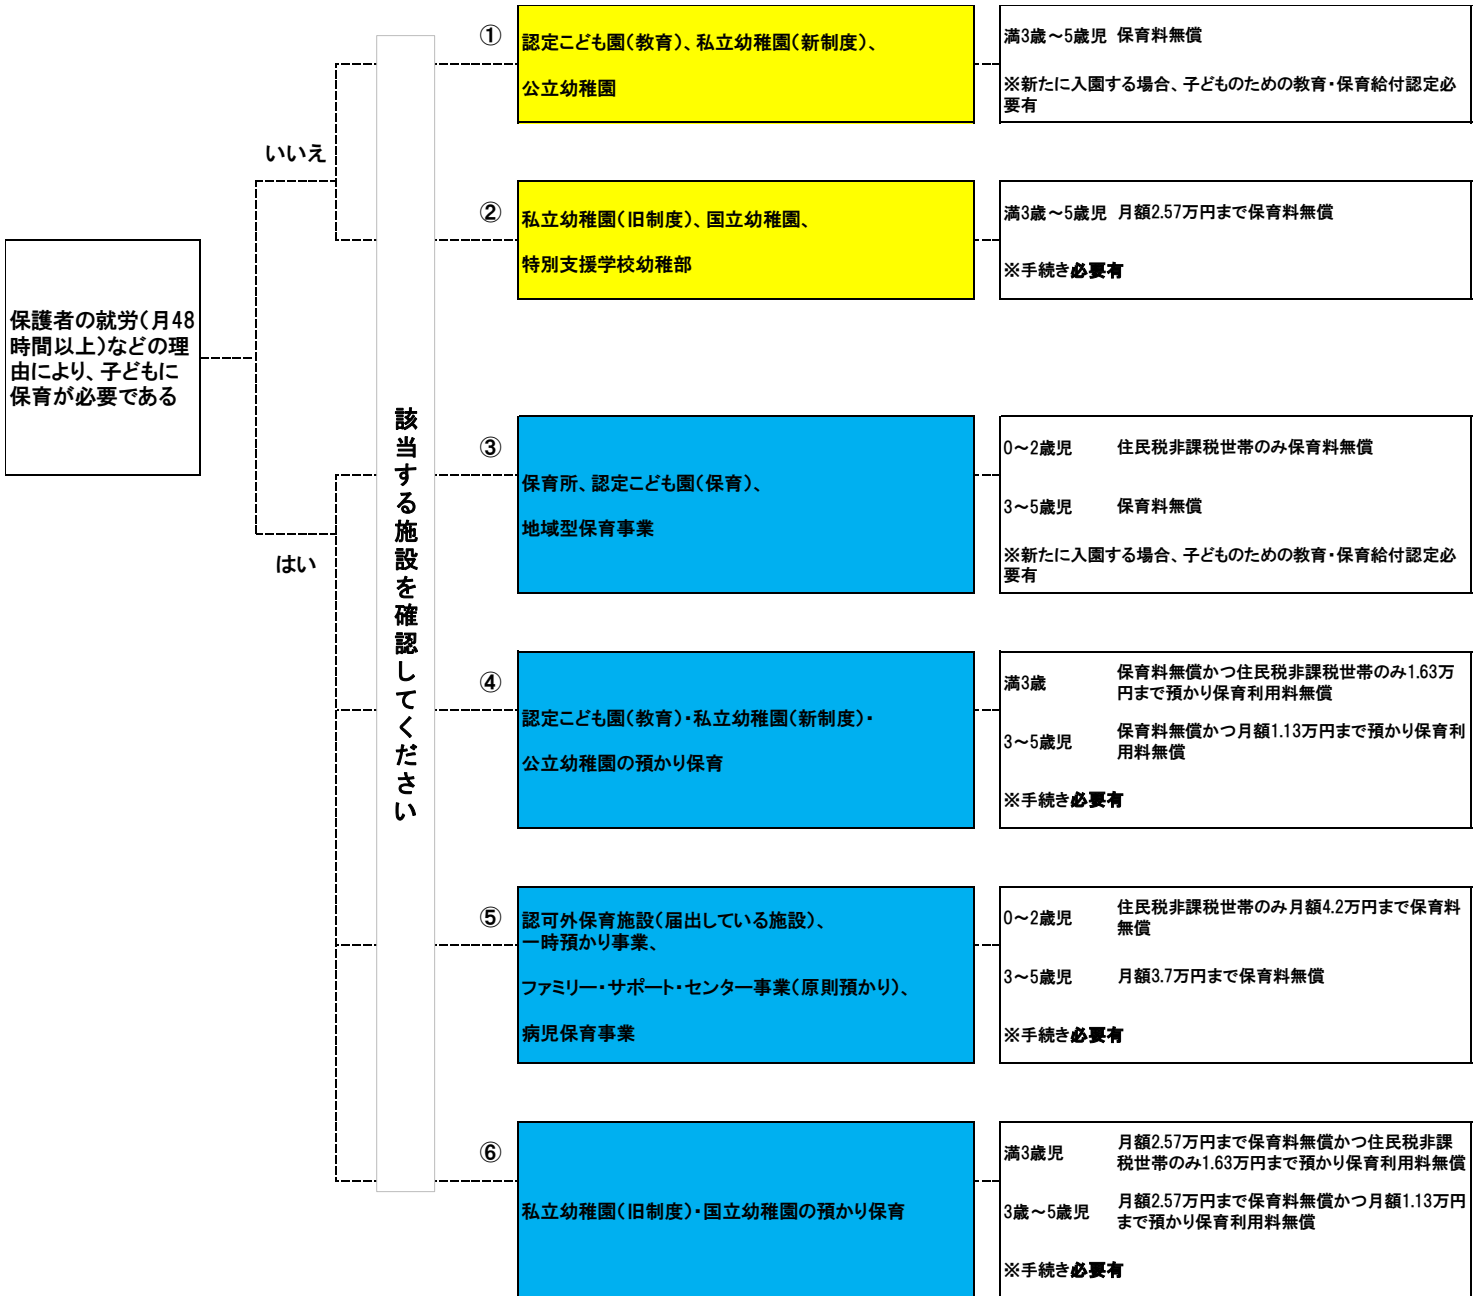 保護者の就労(月48
時間以上)などの理
由により、子どもに
保育が必要である
いいえ
はい
該当する施設を確認してください
①
認定こども園(教育)、私立幼稚園(新制度)、
公立幼稚園
満3歳～5歳児 保育料無償
※新たに入園する場合、子どものための教育・保育給付認定必
要有
②
私立幼稚園(旧制度)、国立幼稚園、
特別支援学校幼稚部
満3歳～5歳児 月額2.57万円まで保育料無償
※手続き必要有
③
保育所、認定こども園(保育)、
地域型保育事業
0～2歳児 住民税非課税世帯のみ保育料無償
3～5歳児 保育料無償
※新たに入園する場合、子どものための教育・保育給付認定必
要有
④
認定こども園(教育)・私立幼稚園(新制度)・
公立幼稚園の預かり保育
満3歳 保育料無償かつ住民税非課税世帯のみ1.63万
円まで預かり保育利用料無償
3～5歳児 保育料無償かつ月額1.13万円まで預かり保育利
用料無償
※手続き必要有
⑤
認可外保育施設(届出している施設)、
一時預かり事業、
ファミリー・サポート・センター事業(原則預かり)、
病児保育事業
0～2歳児 住民税非課税世帯のみ月額4.2万円まで保育料
無償
3～5歳児 月額3.7万円まで保育料無償
※手続き必要有
⑥
私立幼稚園(旧制度)・国立幼稚園の預かり保育
満3歳児 月額2.57万円まで保育料無償かつ住民税非課
税世帯のみ1.63万円まで預かり保育利用料無償
3歳～5歳児 月額2.57万円まで保育料無償かつ月額1.13万円
まで預かり保育利用料無償
※手続き必要有